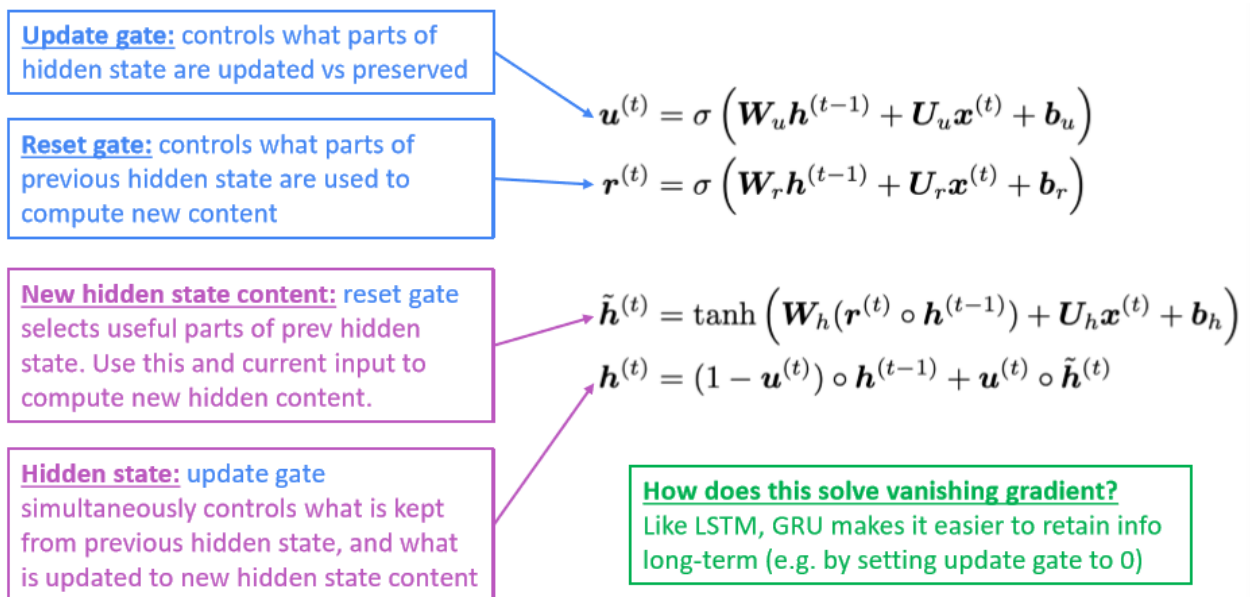 Update gate: controls what parts of
hidden state are updated vs preserved
Reset gate: controls what parts of
previous hidden state are used to
compute new content
New hidden state content: reset gate
selects useful parts of prev hidden
state. Use this and current input to
compute new hidden content.
Hidden state: update gate
simultaneously controls what is kept
from previous hidden state, and what
is updated to new hidden state content
u^(t) = σ (W_u h^(t−1) + U_u x^(t) + b_u)
r^(t) = σ (W_r h^(t−1) + U_r x^(t) + b_r)
h̃^(t) = tanh (W_h(r^(t) ∘ h^(t−1)) + U_h x^(t) + b_h)
h^(t) = (1 − u^(t)) ∘ h^(t−1) + u^(t) ∘ h̃^(t)
How does this solve vanishing gradient?
Like LSTM, GRU makes it easier to retain info
long-term (e.g. by setting update gate to 0)